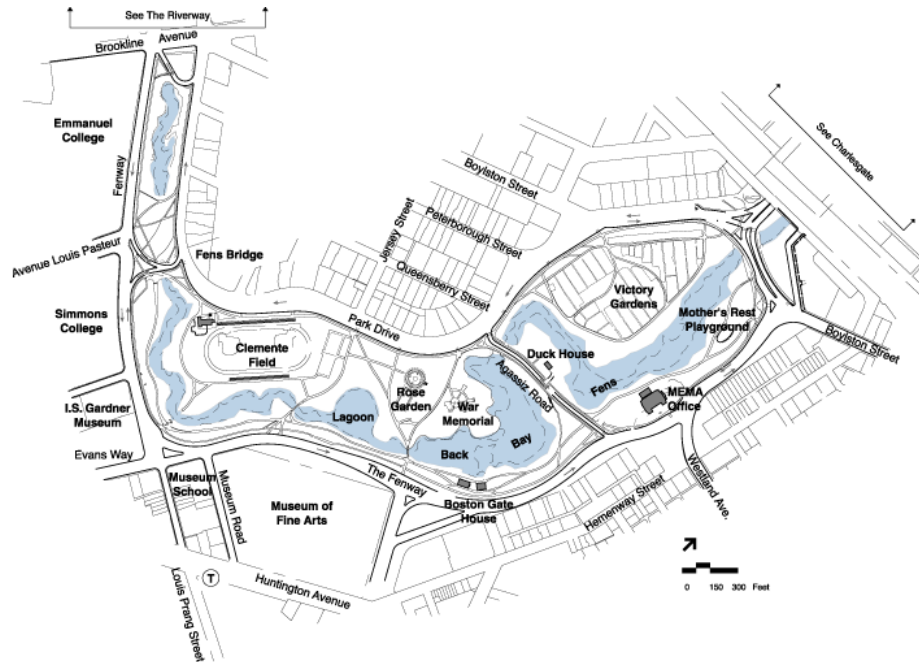 See The Riverway
Brookline Avenue
Emmanuel
College
Fenway
See Charlesgate
Boylston Street
Peterborough Street
Jersey Street
Queensberry Street
Avenue Louis Pasteur
Fens Bridge
Victory
Gardens
Simmons
College
Park Drive
Mother's Rest
Playground
Boylston Street
Clemente
Field
Duck House
Agassiz Road
Fens
Rose
Garden
MEMA
Office
I.S. Gardner
Museum
Lagoon
War
Memorial
Back
Bay
Evans Way
The Fenway
Westland Ave.
Museum
School
Museum Road
Museum of
Fine Arts
Boston Gate
House
Hemenway Street
T
Huntington Avenue
Louis Prang Street
0 150 300 Feet